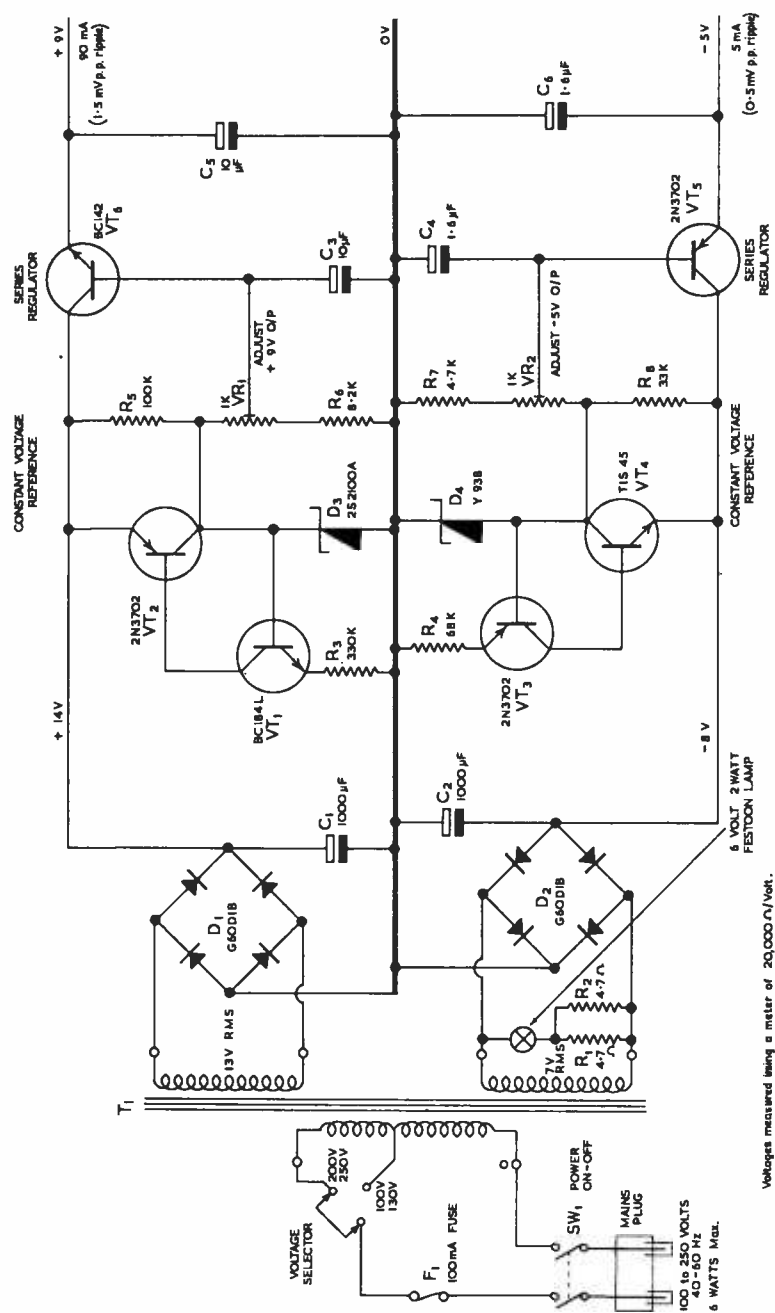 + 9V
90 mA
(1·5 mV p.p. ripple)
0V
- 5V
5 mA
(0·5 mV p.p. ripple)
C5
10
µF
C6
1·6µF
BC142
VT6
SERIES
REGULATOR
C3
10µF
C4
1·6µF
2N3702
VT5
SERIES
REGULATOR
ADJUST
+ 9V O/P
ADJUST -5V O/P
R5
100K
1K
VR1
R6
8·2K
R7
4·7K
1K
VR2
R8
33K
CONSTANT VOLTAGE
REFERENCE
CONSTANT VOLTAGE
REFERENCE
2N3702
VT2
D3
252100A
D4
Y 93B
TIS 45
VT4
BC184L
VT1
R3
330K
R4
68K
2N3702
VT3
+ 14V
-8V
C1
1000µF
C2
1000µF
6 VOLT 2 WATT
FESTOON LAMP
D1
G60D1B
D2
G60D1B
13V RMS
7V
RMS
R1
4·7
Ω
R2
4·7Ω
T1
200V
250V
100V
130V
VOLTAGE
SELECTOR
F1
100mA FUSE
SW1
POWER
ON-OFF
MAINS
PLUG
100 to 250 VOLTS
40-60 Hz
WATTS Max.
Voltages measured using a meter of 20,000 Ω/Volt.